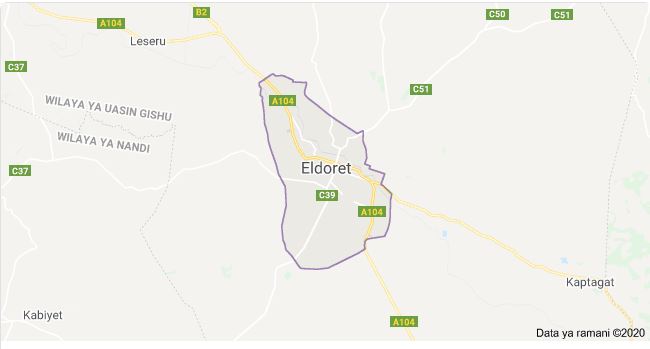 B2
C50
C51
A104
Leseru
C37
C51
A104
WILAYA YA UASIN GISHU
WILAYA YA NANDI
Eldoret
C37
C39
A104
Kaptagat
Kabiyet
A104
Data ya ramani ©2020